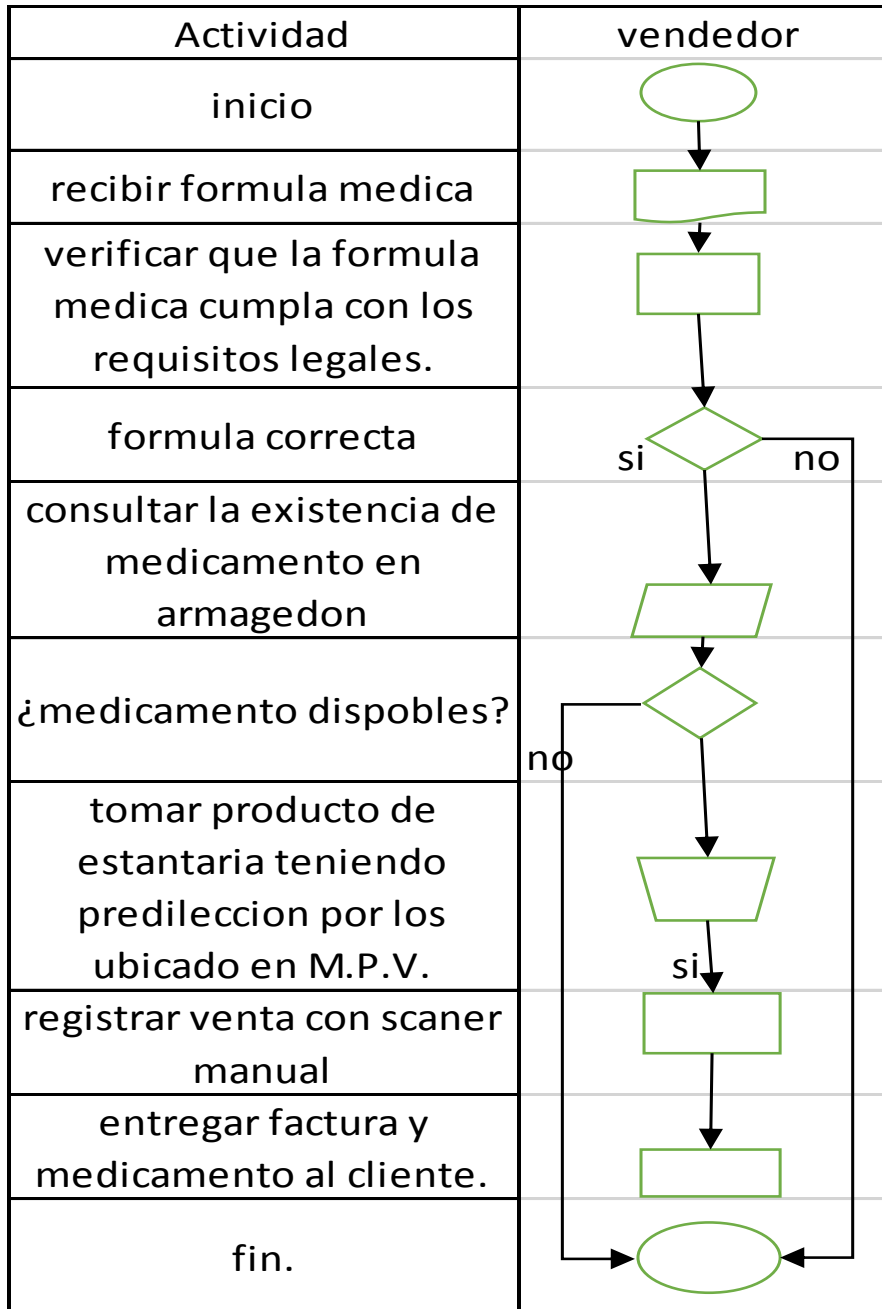 Actividad
vendedor
inicio
recibir formula medica
verificar que la formula
medica cumpla con los
requisitos legales.
formula correcta
si
no
consultar la existencia de
medicamento en
armagedon
¿medicamento dispobles?
no
tomar producto de
estantaria teniendo
predileccion por los
ubicado en M.P.V.
si
registrar venta con scaner
manual
entregar factura y
medicamento al cliente.
fin.